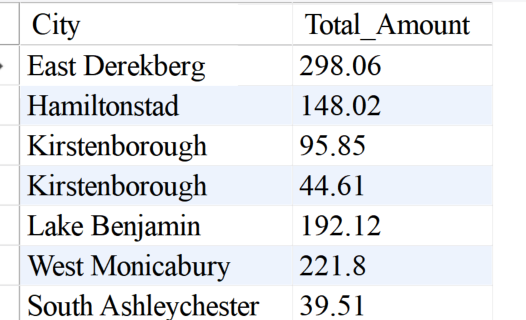 City Total_Amount
East Derekberg 298.06
Hamiltonstad 148.02
Kirstenborough 95.85
Kirstenborough 44.61
Lake Benjamin 192.12
West Monicabury 221.8
South Ashleychester 39.51